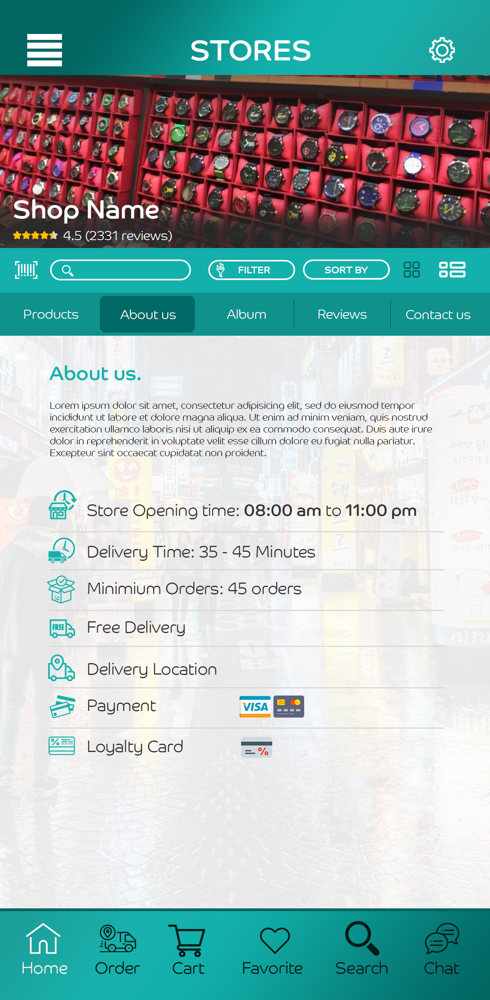 STORES
Shop Name
4.5 (2331 reviews)
FILTER
SORT BY
Products
About us
Album
Reviews
Contact us
About us.
Lorem ipsum dolor sit amet, consectetur adipisicing elit, sed do eiusmod tempor
incididunt ut labore et dolore magna aliqua. Ut enim ad minim veniam, quis nostrud
exercitation ullamco laboris nisi ut aliquip ex ea commodo consequat. Duis aute irure
dolor in reprehenderit in voluptate velit esse cillum dolore eu fugiat nulla pariatur.
Excepteur sint occaecat cupidatat non proident.
Store Opening time: 08:00 am to 11:00 pm
Delivery Time: 35 - 45 Minutes
Minimium Orders: 45 orders
FREE
Free Delivery
Delivery Location
Payment
VISA
Loyalty Card
%
DVD
7080
02)921
Home
Order
Cart
Favorite
Search
Chat